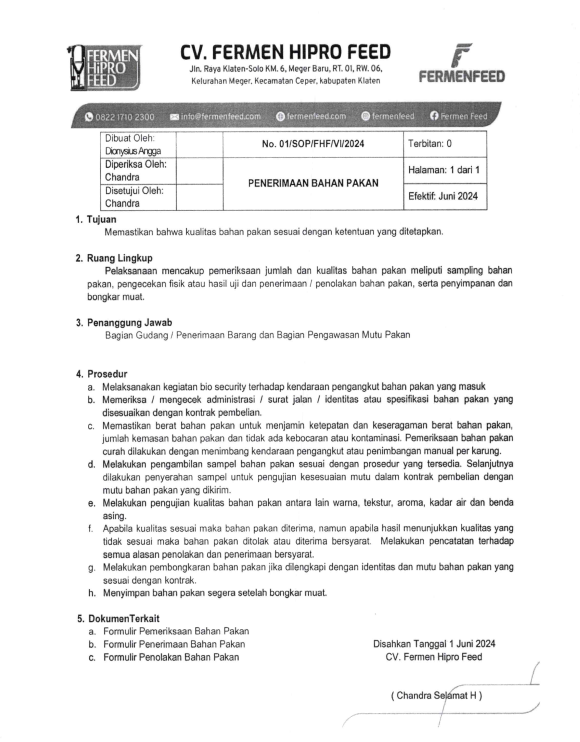 FERMEN
HiPRO
FEED
CV. FERMEN HIPRO FEED
Jln. Raya Klaten-Solo KM. 6, Meger Baru, RT. 01, RW. 06,
Kelurahan Meger, Kecamatan Ceper, kabupaten Klaten
FERMENFEED
0822 1710 2300 info@fermenfeed.com fermenfeed.com fermenfeed Fermen Feed
Dibuat Oleh:
Dionysius Angga
No. 01/SOP/FHF/VI/2024
Terbitan: 0
Diperiksa Oleh:
Chandra
PENERIMAAN BAHAN PAKAN
Halaman: 1 dari 1
Disetujui Oleh:
Chandra
Efektif: Juni 2024
1. Tujuan
Memastikan bahwa kualitas bahan pakan sesuai dengan ketentuan yang ditetapkan.
2. Ruang Lingkup
Pelaksanaan mencakup pemeriksaan jumlah dan kualitas bahan pakan meliputi sampling bahan
pakan, pengecekan fisik atau hasil uji dan penerimaan / penolakan bahan pakan, serta penyimpanan dan
bongkar muat.
3. Penanggung Jawab
Bagian Gudang / Penerimaan Barang dan Bagian Pengawasan Mutu Pakan
4. Prosedur
a. Melaksanakan kegiatan bio security terhadap kendaraan pengangkut bahan pakan yang masuk
b. Memeriksa / mengecek administrasi / surat jalan / identitas atau spesifikasi bahan pakan yang
disesuaikan dengan kontrak pembelian.
c. Memastikan berat bahan pakan untuk menjamin ketepatan dan keseragaman berat bahan pakan,
jumlah kemasan bahan pakan dan tidak ada kebocaran atau kontaminasi. Pemeriksaan bahan pakan
curah dilakukan dengan menimbang kendaraan pengangkut atau penimbangan manual per karung.
d. Melakukan pengambilan sampel bahan pakan sesuai dengan prosedur yang tersedia. Selanjutnya
dilakukan penyerahan sampel untuk pengujian kesesuaian mutu dalam kontrak pembelian dengan
mutu bahan pakan yang dikirim.
e. Melakukan pengujian kualitas bahan pakan antara lain warna, tekstur, aroma, kadar air dan benda
asing.
f. Apabila kualitas sesuai maka bahan pakan diterima, namun apabila hasil menunjukkan kualitas yang
tidak sesuai maka bahan pakan ditolak atau diterima bersyarat. Melakukan pencatatan terhadap
semua alasan penolakan dan penerimaan bersyarat.
g. Melakukan pembongkaran bahan pakan jika dilengkapi dengan identitas dan mutu bahan pakan yang
sesuai dengan kontrak.
h. Menyimpan bahan pakan segera setelah bongkar muat.
5. DokumenTerkait
a. Formulir Pemeriksaan Bahan Pakan
b. Formulir Penerimaan Bahan Pakan
c. Formulir Penolakan Bahan Pakan
Disahkan Tanggal 1 Juni 2024
CV. Fermen Hipro Feed
( Chandra Selamat H )